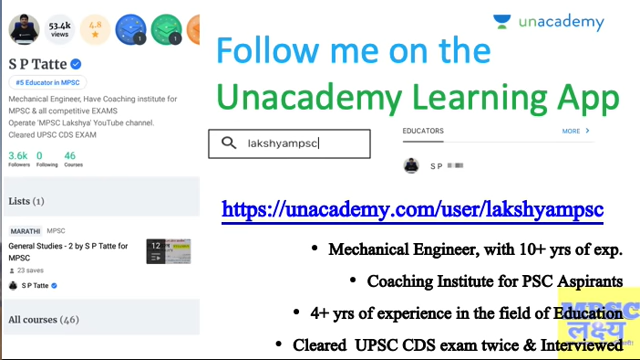 53.4k
views
4.8
1
1
S P Tatte
#5 Educator in MPSC
Mechanical Engineer, Have Coaching institute for
MPSC & all competitive EXAMS
Operate 'MPSC Lakshya' YouTube channel.
Cleared UPSC CDS EXAM
3.6k 0 46
Followers Following Courses
Lists (1)
MARATHI MPSC
General Studies - 2 by S P Tatte for
MPSC
23 saves
S P Tatte
12
All courses (46)
unacademy
Follow me on the
Unacademy Learning App
lakshyampsc
EDUCATORS MORE
S P
https://unacademy.com/user/lakshyampsc
• Mechanical Engineer, with 10+ yrs of exp.
• Coaching Institute for PSC Aspirants
• 4+ yrs of experience in the field of Education
• Cleared UPSC CDS exam twice & Interviewed
MPSC
लक्ष्य